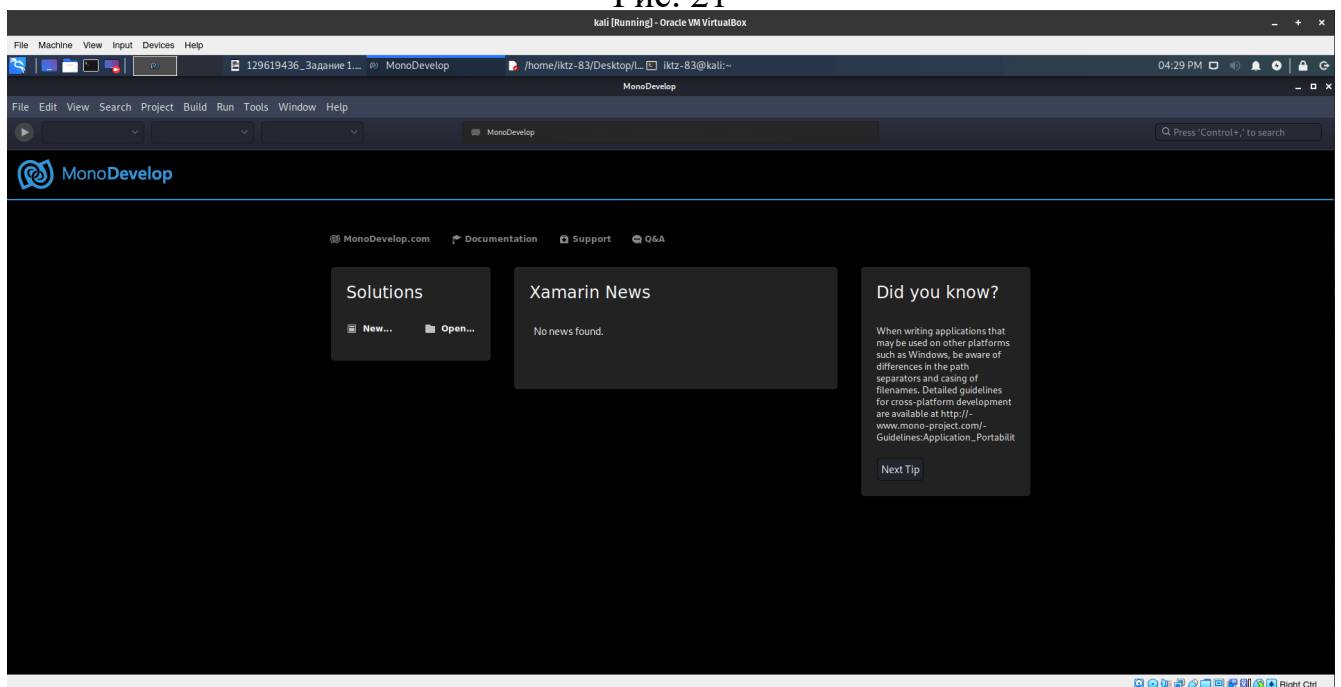 Рис. 21
kali [Running] - Oracle VM VirtualBox
File Machine View Input Devices Help
129619436_Задание 1.... MonoDevelop /home/iktz-83/Desktop/l... iktz-83@kali:~ 04:29 PM
MonoDevelop
File Edit View Search Project Build Run Tools Window Help
MonoDevelop
Press 'Control+,' to search
MonoDevelop
MonoDevelop.com Documentation Support Q&A
Solutions
New... Open...
Xamarin News
No news found.
Did you know?
When writing applications that
may be used on other platforms
such as Windows, be aware of
differences in the path
separators and casing of
filenames. Detailed guidelines
for cross-platform development
are available at http://-
www.mono-project.com/-
Guidelines:Application_Portabilit
Next Tip
Right Ctrl